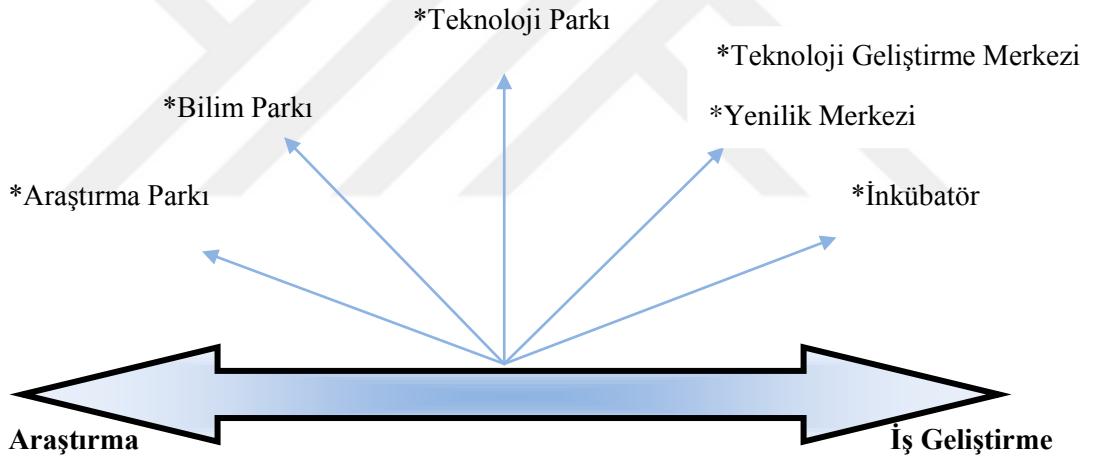 *Teknoloji Parkı
*Teknoloji Geliştirme Merkezi
*Bilim Parkı
*Yenilik Merkezi
*Araştırma Parkı
*İnkübatör
Araştırma
İş Geliştirme